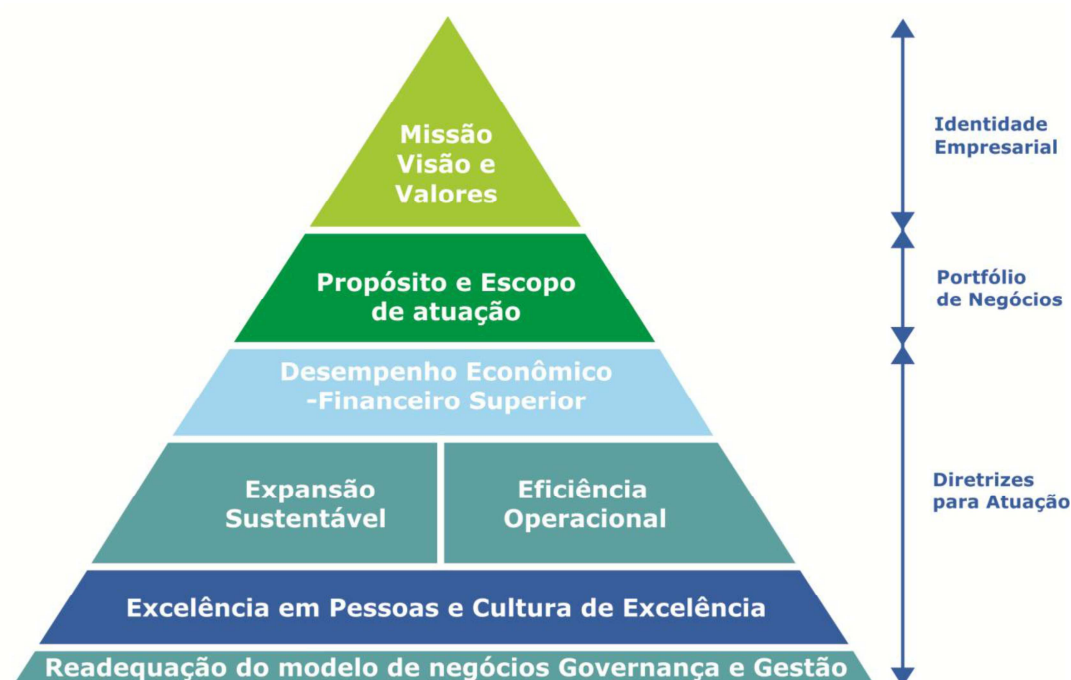 Missão
Visão e
Valores
Identidade
Empresarial
Propósito e Escopo
de atuação
Portfólio
de Negócios
Desempenho Econômico
-Financeiro Superior
Expansão
Sustentável
Eficiência
Operacional
Diretrizes
para Atuação
Excelência em Pessoas e Cultura de Excelência
Readequação do modelo de negócios Governança e Gestão